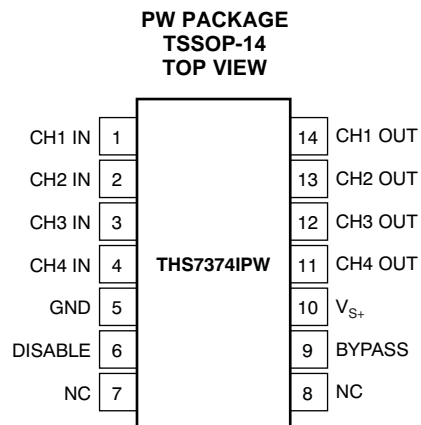 PW PACKAGE
TSSOP-14
TOP VIEW
CH1 IN 1 14 CH1 OUT
CH2 IN 2 13 CH2 OUT
CH3 IN 3 12 CH3 OUT
CH4 IN 4 THS7374IPW 11 CH4 OUT
GND 5 10 VS+
DISABLE 6 9 BYPASS
NC 7 8 NC